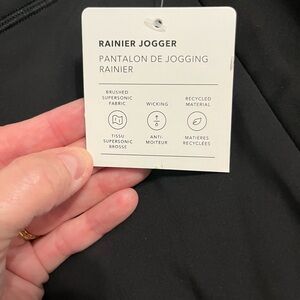 RAINIER JOGGER
PANTALON DE JOGGING
RAINIER
BRUSHED
SUPERSONIC
FABRIC
WICKING
RECYCLED
MATERIAL
TISSU
SUPERSONIC
BROSSÉ
ANTI-
MOITEUR
MATIÈRES
RECYCLÉES